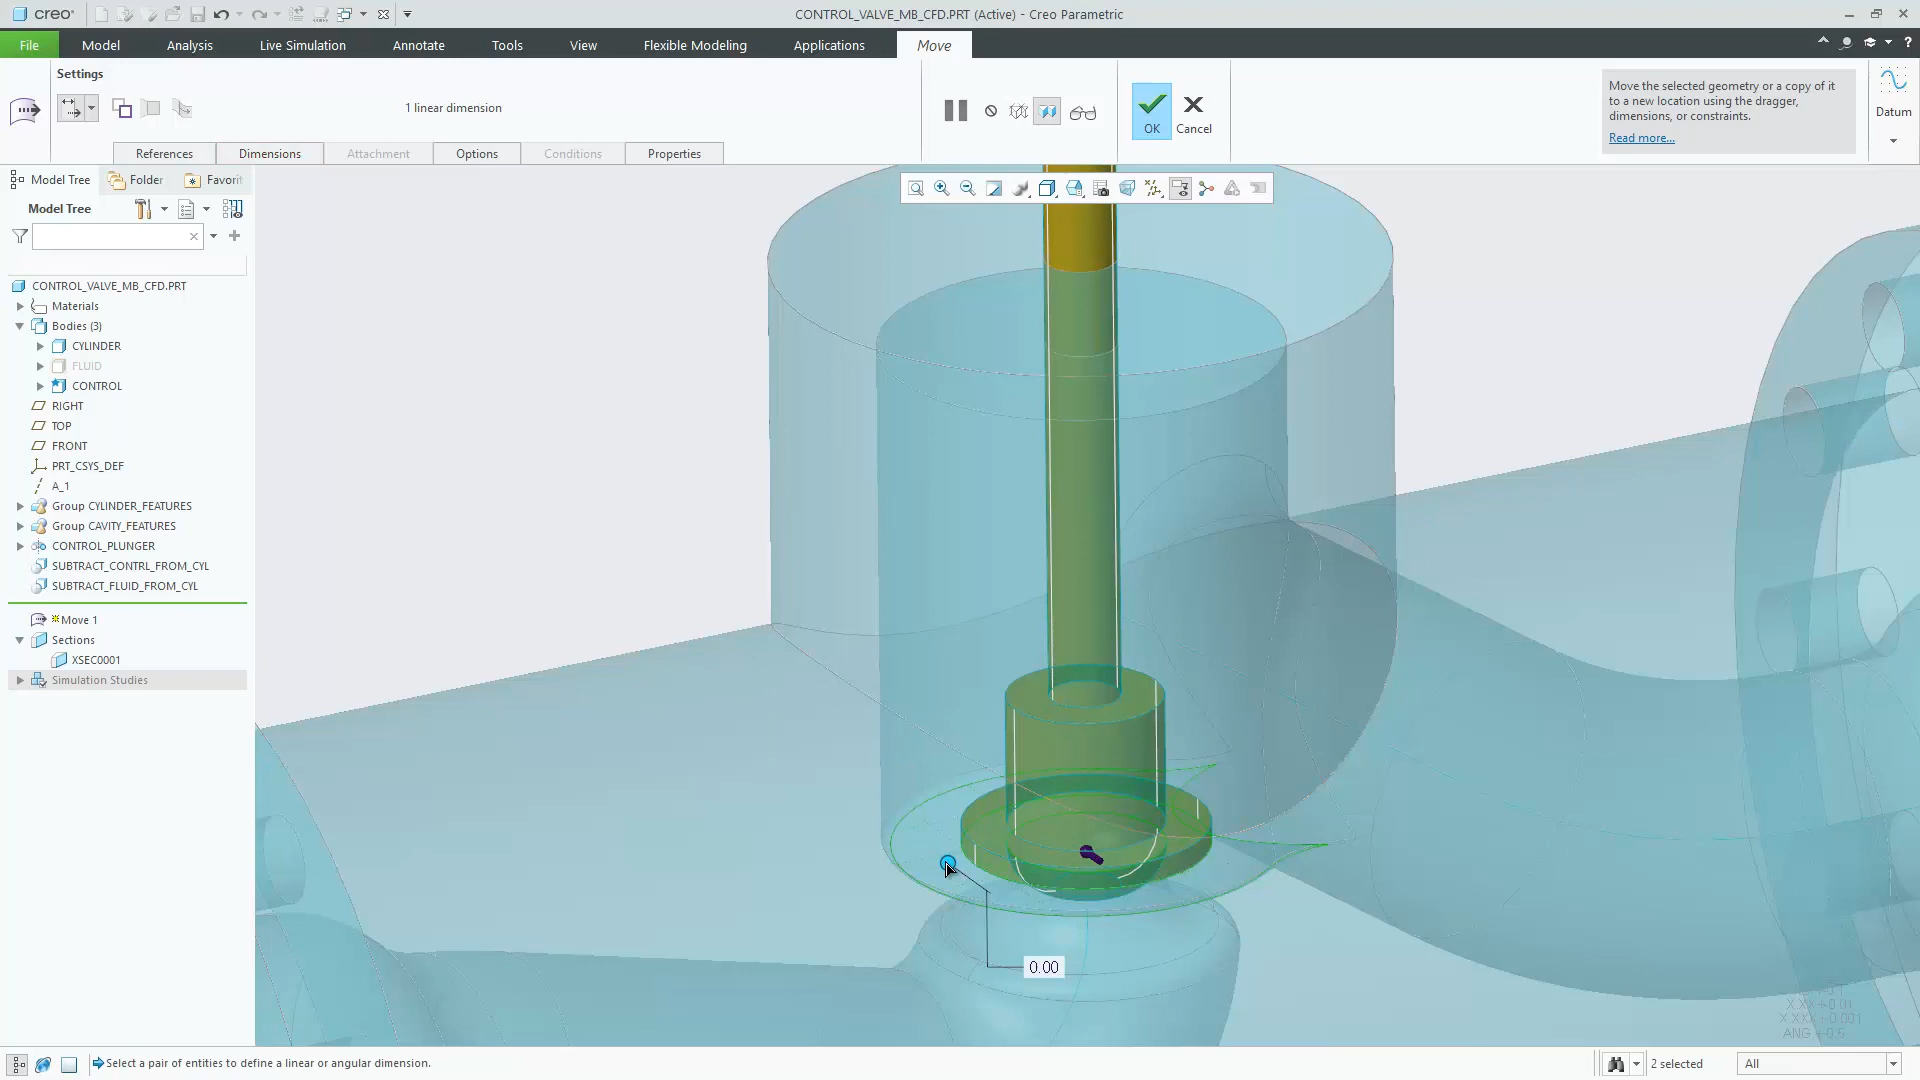 creo
CONTROL_VALVE_MB_CFD.PRT (Active) - Creo Parametric
File
Model
Analysis
Live Simulation
Annotate
Tools
View
Flexible Modeling
Applications
Move
Settings
1 linear dimension
OK
Cancel
Move the selected geometry or a copy of it
to a new location using the dragger,
dimensions, or constraints.
Read more...
Datum
References
Dimensions
Attachment
Options
Conditions
Properties
Model Tree
Folder
Favorit
Model Tree
CONTROL_VALVE_MB_CFD.PRT
Materials
Bodies (3)
CYLINDER
FLUID
CONTROL
RIGHT
TOP
FRONT
PRT_CSYS_DEF
A_1
Group CYLINDER_FEATURES
Group CAVITY_FEATURES
CONTROL_PLUNGER
SUBTRACT_CONTRL_FROM_CYL
SUBTRACT_FLUID_FROM_CYL
Move 1
Sections
XSEC0001
Simulation Studies
0.00
Select a pair of entities to define a linear or angular dimension.
2 selected
All